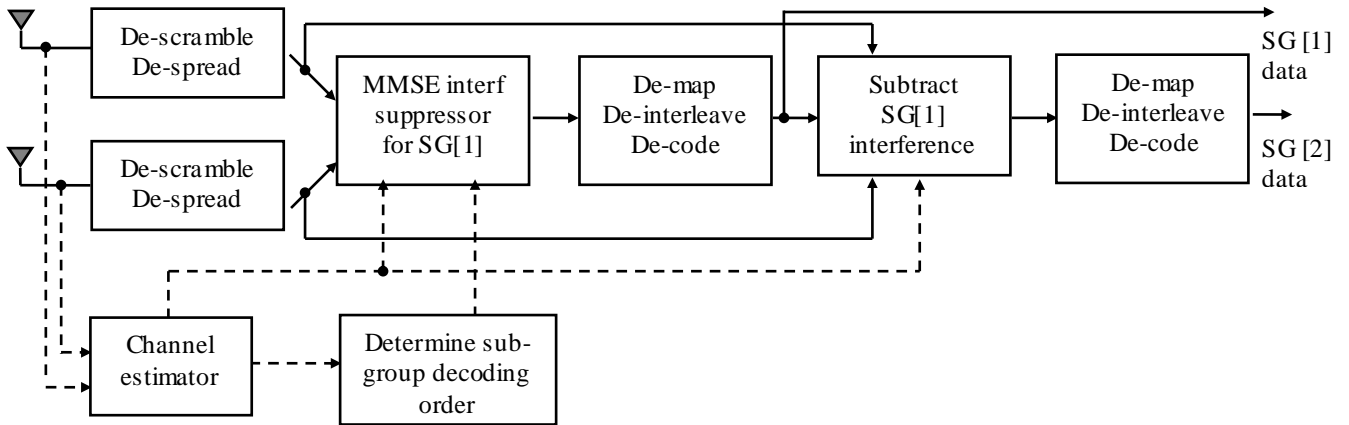 De-scramble
De-spread
MMSE interf
suppressor
for SG[1]
De-map
De-interleave
De-code
Subtract
SG[1]
interference
De-map
De-interleave
De-code
SG[1]
data
SG[2]
data
De-scramble
De-spread
Channel
estimator
Determine sub-
group decoding
order